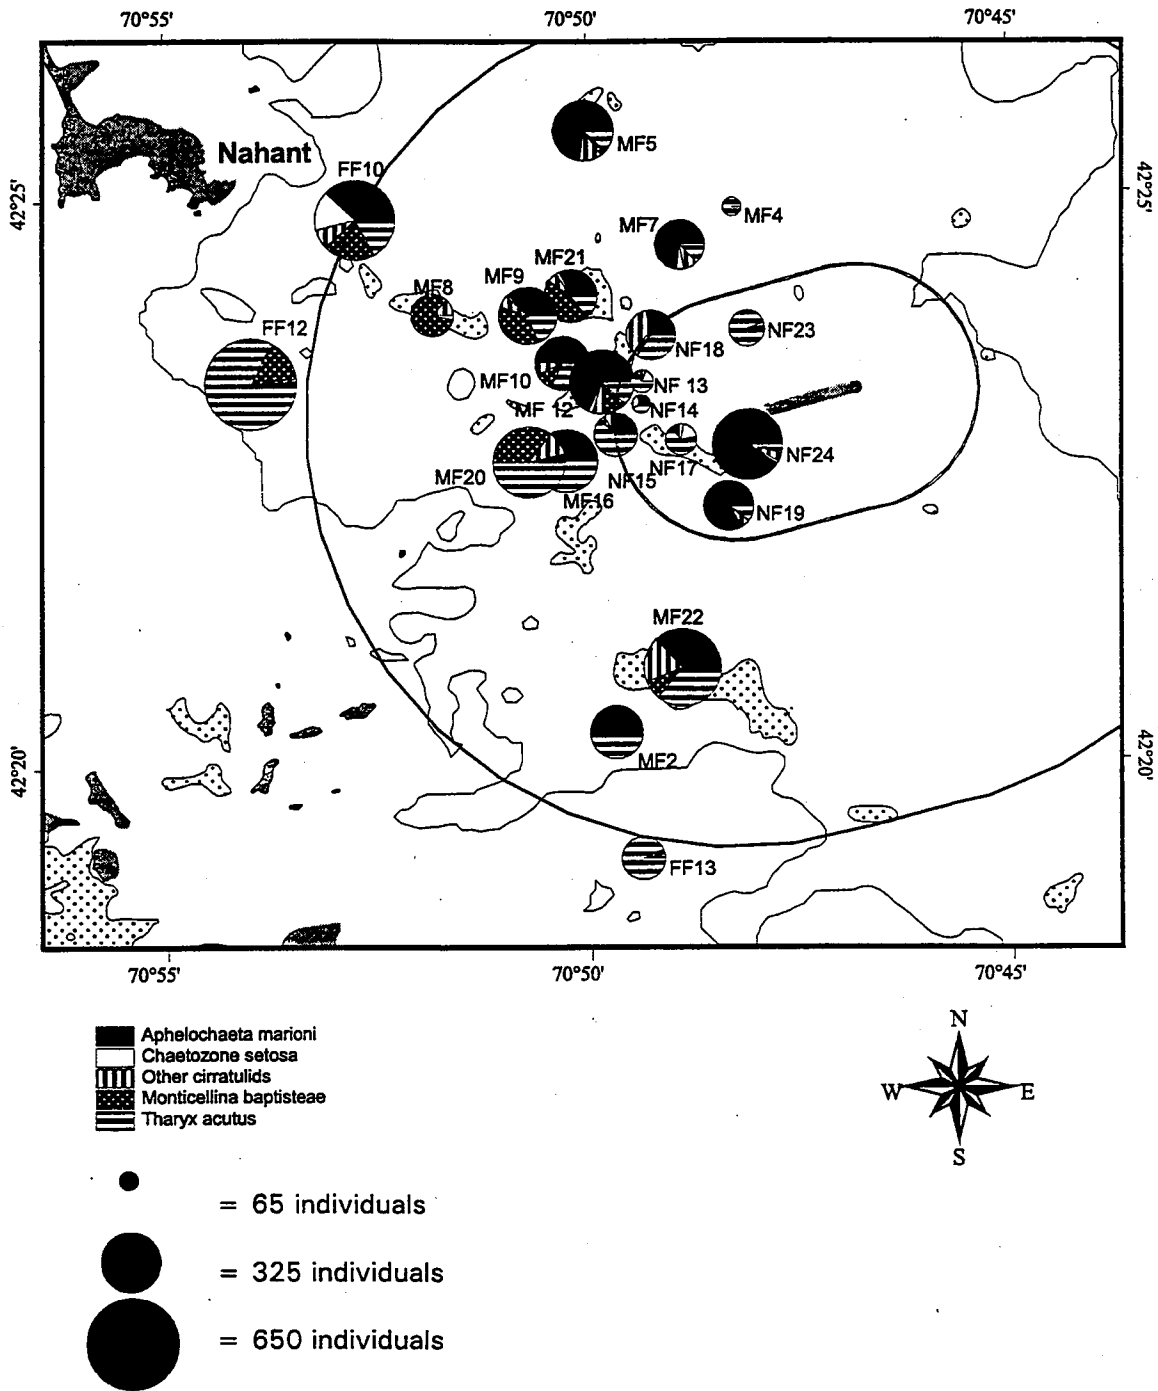 70°55' 70°50' 70°45'
Nahant
MF5
FF10
42°25'
42°25'
MF4
MF7
MF21
MF9
MF8
FF12
NF23
NF18
MF10
NF 13
MF 12
NF14
NF17
NF24
MF20
NF15
MF16
NF19
MF22
MF2
42°20'
42°20'
FF13
70°55' 70°50' 70°45'
Aphelochaeta marioni
Chaetozone setosa
Other cirratulids
Monticellina baptisteae
Tharyx acutus
N
W E
S
= 65 individuals
= 325 individuals
= 650 individuals